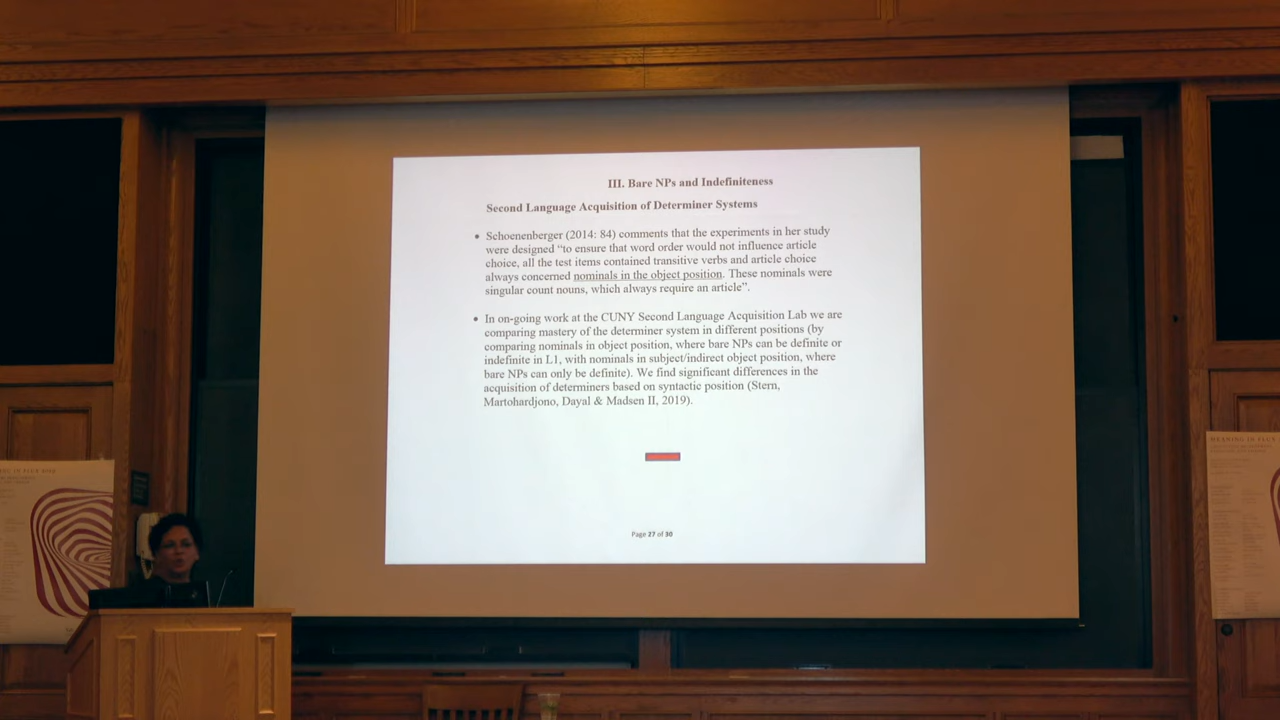 III. Bare NPs and Indefiniteness
Second Language Acquisition of Determiner Systems
• Schoenenberger (2014: 84) comments that the experiments in her study
were designed “to ensure that word order would not influence article
choice, all the test items contained transitive verbs and article choice
always concerned nominals in the object position. These nominals were
singular count nouns, which always require an article”.
• In on-going work at the CUNY Second Language Acquisition Lab we are
comparing mastery of the determiner system in different positions (by
comparing nominals in object position, where bare NPs can be definite or
indefinite in L1, with nominals in subject/indirect object position, where
bare NPs can only be definite). We find significant differences in the
acquisition of determiners based on syntactic position (Stern,
Martohardjono, Dayal & Madsen II, 2019).
Page 27 of 30
MEANING IN FLUX